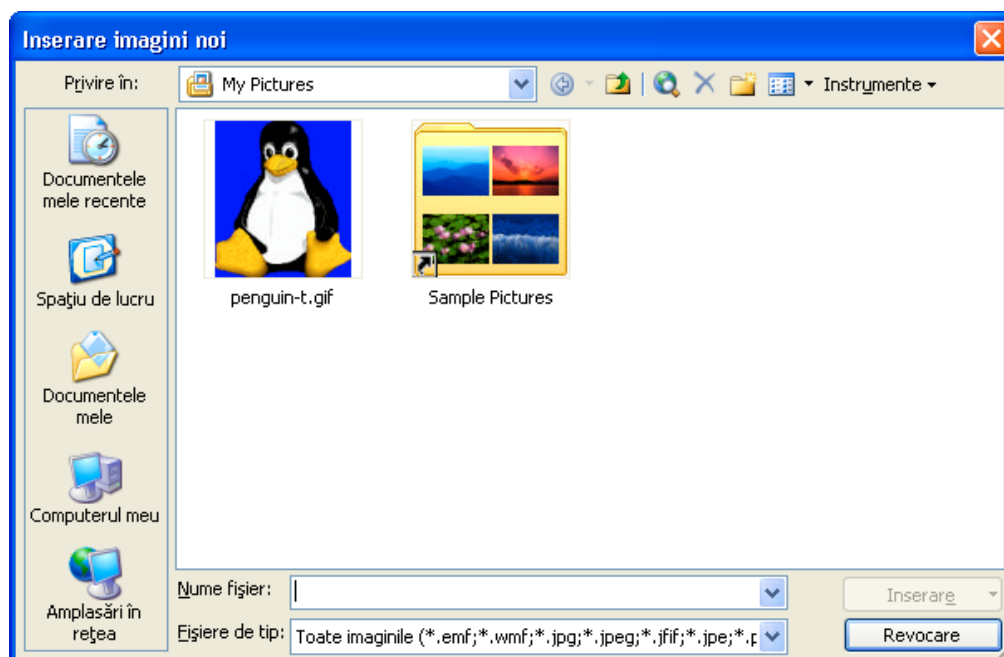 Inserare imagini noi
Privire în:
My Pictures
Instrumente
Documentele
mele recente
Spaţiu de lucru
Documentele
mele
Computerul meu
Amplasări în
reţea
penguin-t.gif
Sample Pictures
Nume fişier:
Inserare
Fişiere de tip:
Toate imaginile (*.emf;*.wmf;*.jpg;*.jpeg;*.jfif;*.jpe;*.p
Revocare